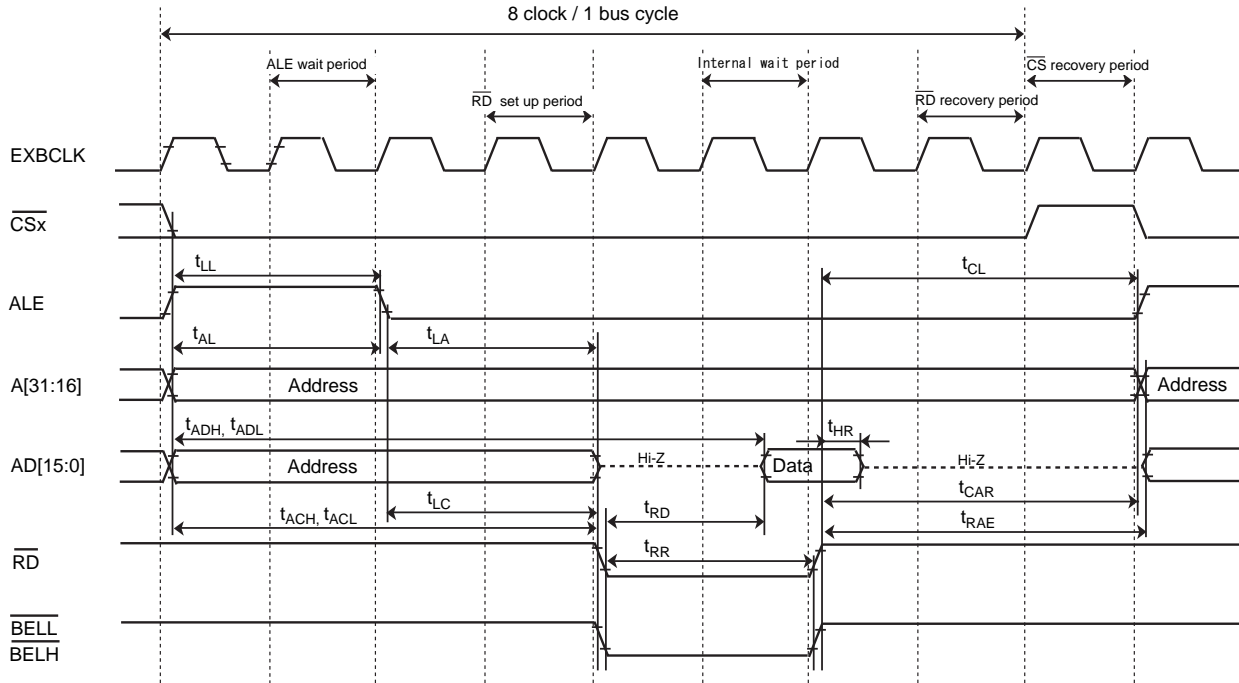 8 clock / 1 bus cycle
ALE wait period
Internal wait period
CS recovery period
RD set up period
RD recovery period
EXBCLK
CSx
tLL
tCL
ALE
tAL
tLA
A[31:16]
Address
Address
tADH, tADL
tHR
AD[15:0]
Address
Hi-Z
Data
Hi-Z
tLC
tRD
tCAR
tACH, tACL
tRAE
tRR
RD
BELL
BELH